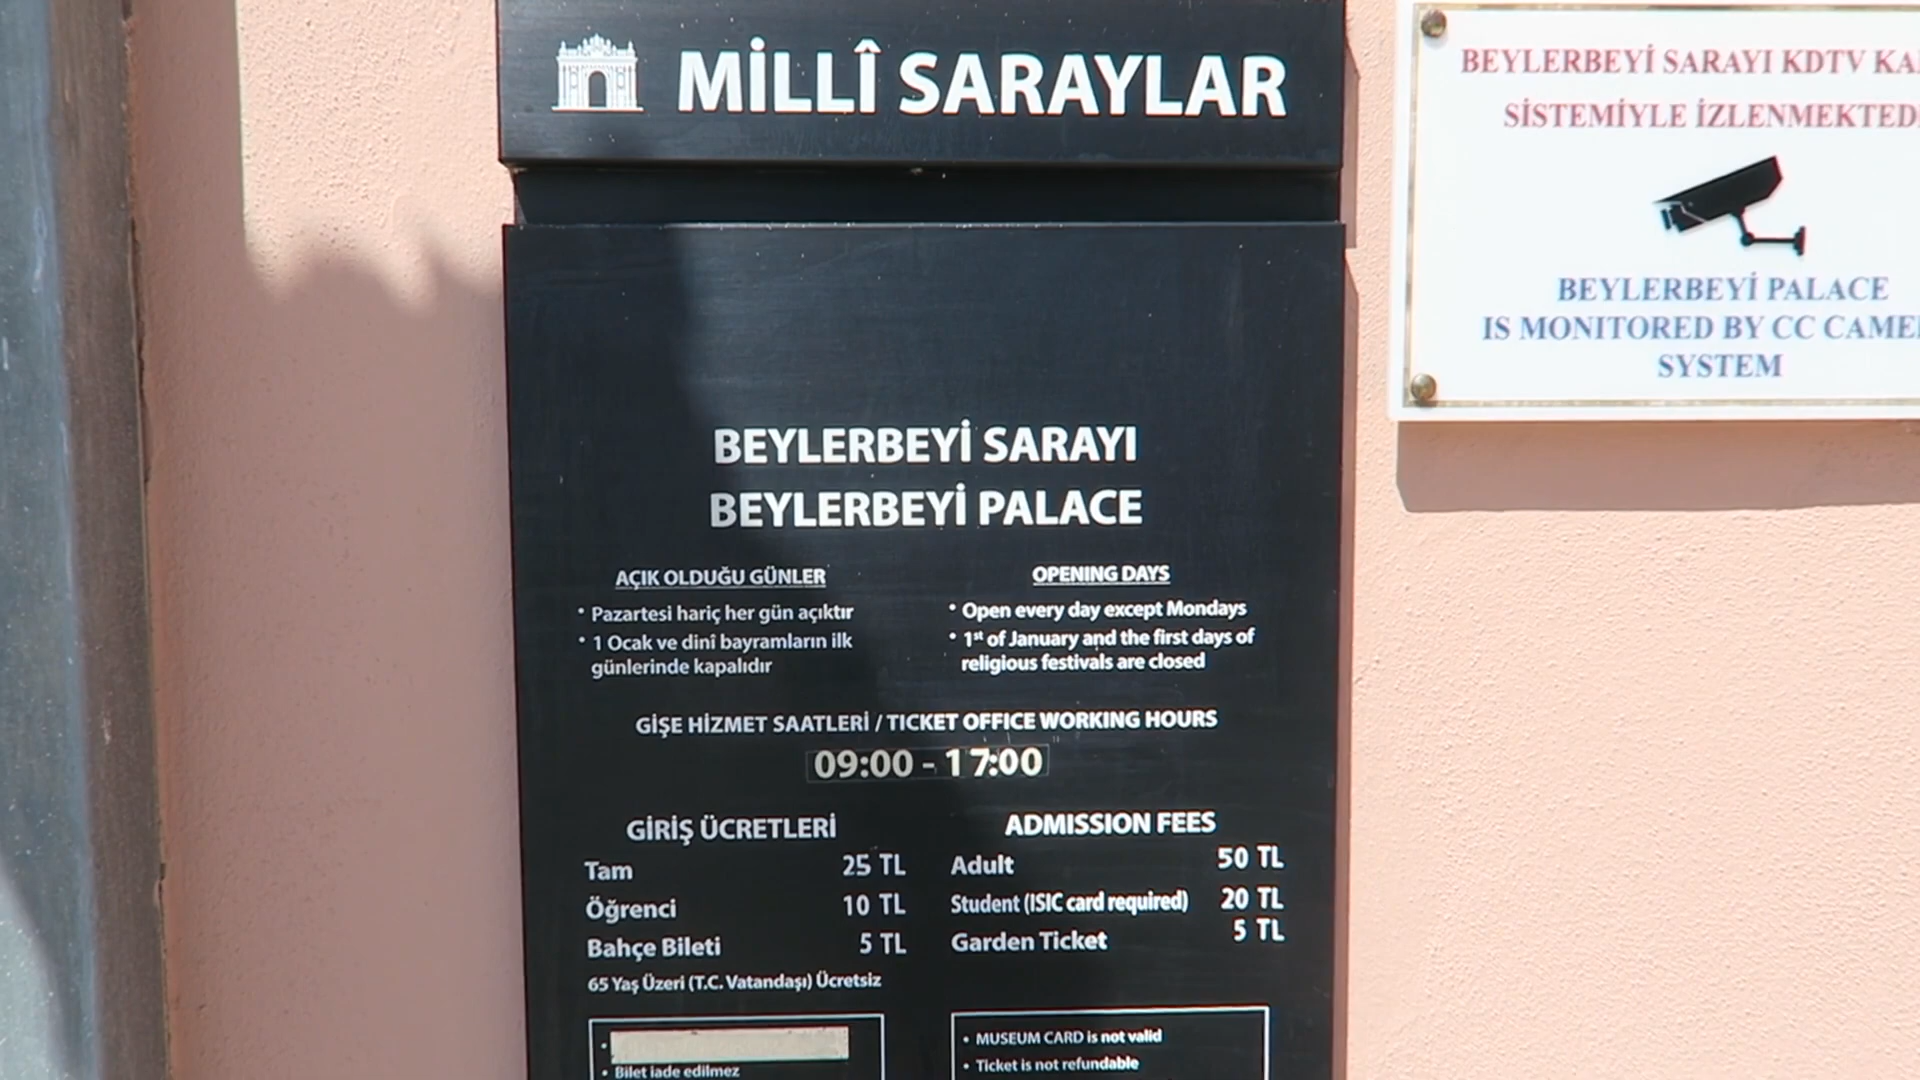 MİLLÎ SARAYLAR
BEYLERBEYİ SARAYI
BEYLERBEYİ PALACE
AÇIK OLDUĞU GÜNLER
• Pazartesi hariç her gün açıktır
• 1 Ocak ve dinî bayramların ilk
günlerinde kapalıdır
OPENING DAYS
• Open every day except Mondays
• 1st of January and the first days of
religious festivals are closed
GİŞE HİZMET SAATLERİ / TICKET OFFICE WORKING HOURS
09:00 - 17:00
GİRİŞ ÜCRETLERİ
Tam 25 TL
Öğrenci 10 TL
Bahçe Bileti 5 TL
65 Yaş Üzeri (T.C. Vatandaşı) Ücretsiz
ADMISSION FEES
Adult 50 TL
Student (ISIC card required) 20 TL
Garden Ticket 5 TL
• Bilet iade edilmez
• MUSEUM CARD is not valid
• Ticket is not refundable
BEYLERBEYİ SARAYI KDTV
SİSTEMİYLE
BEYLERBEYİ PALACE
IS MONITORED BY CC
SYSTEM